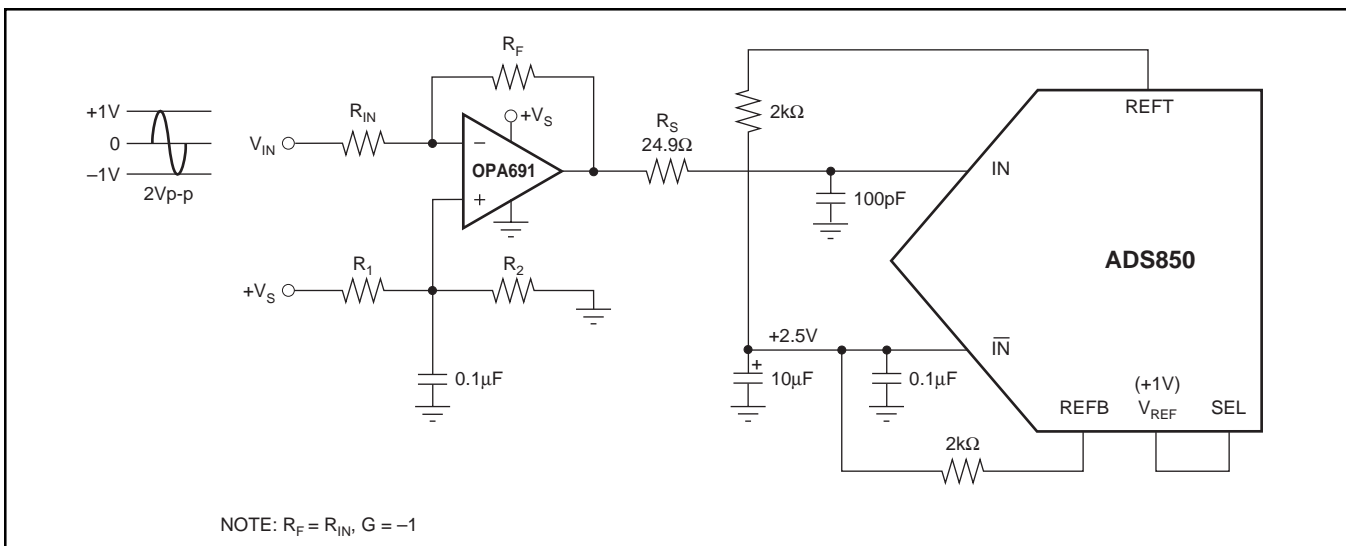 R_F
+1V
0
–1V
2Vp-p
V_IN
R_IN
+V_S
–
OPA691
+
R_S
24.9Ω
2kΩ
REFT
IN
100pF
ADS850
+V_S
R_1
R_2
0.1µF
+2.5V
+
10µF
0.1µF
I̅N̅
REFB
(+1V)
V_REF
SEL
2kΩ
NOTE: R_F = R_IN, G = –1